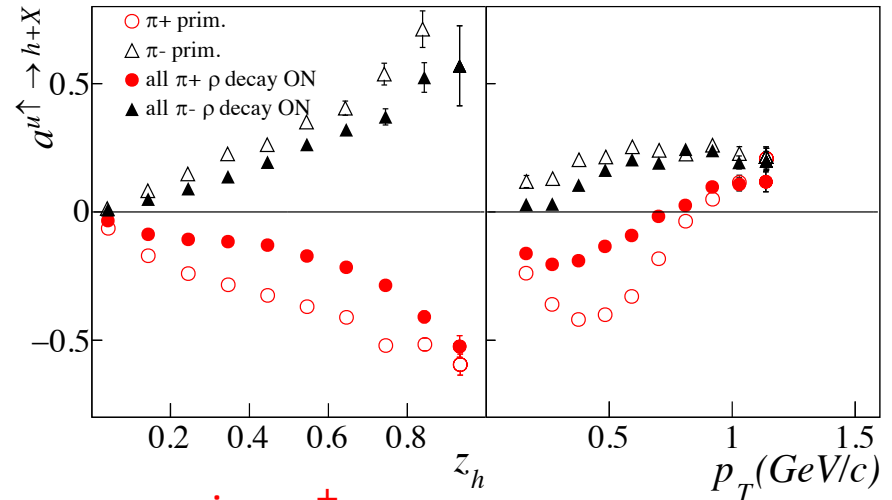 a^{u↑ → h+X}
π+ prim.
π- prim.
all π+ ρ decay ON
all π- ρ decay ON
0.5
0
−0.5
0.2 0.4 0.6 0.8
0.5 1 1.5
z_h
p_T (GeV/c)